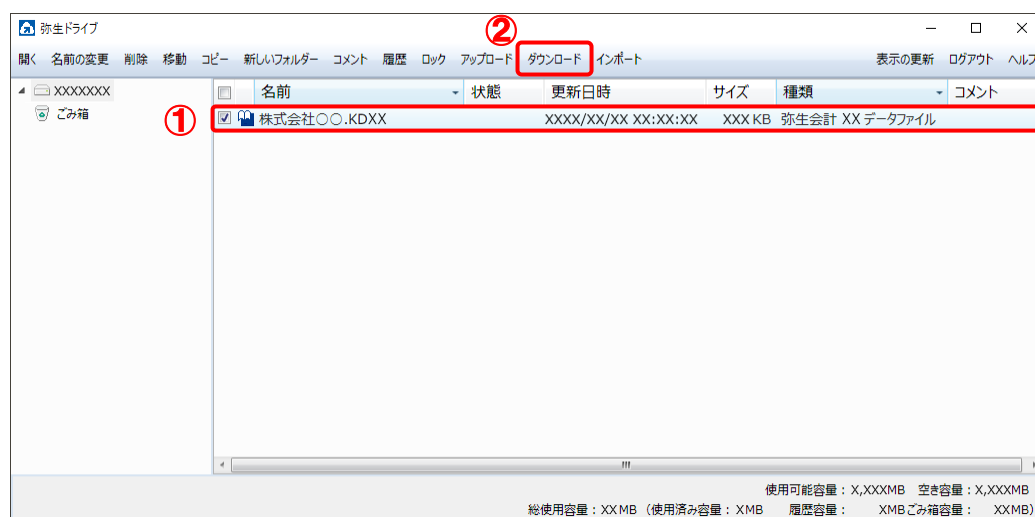 弥生ドライブ
②
開く 名前の変更 削除 移動 コピー 新しいフォルダー コメント 履歴 ロック アップロード ダウンロード インポート 表示の更新 ログアウト ヘルプ
XXXXXXX
ごみ箱
名前 状態 更新日時 サイズ 種類 コメント
①
株式会社○○.KDXX XXXX/XX/XX XX:XX:XX XXX KB 弥生会計 XX データファイル
使用可能容量:X,XXXMB 空き容量:X,XXXMB
総使用容量:XXMB(使用済み容量:XMB 履歴容量: XMBごみ箱容量: XXMB)